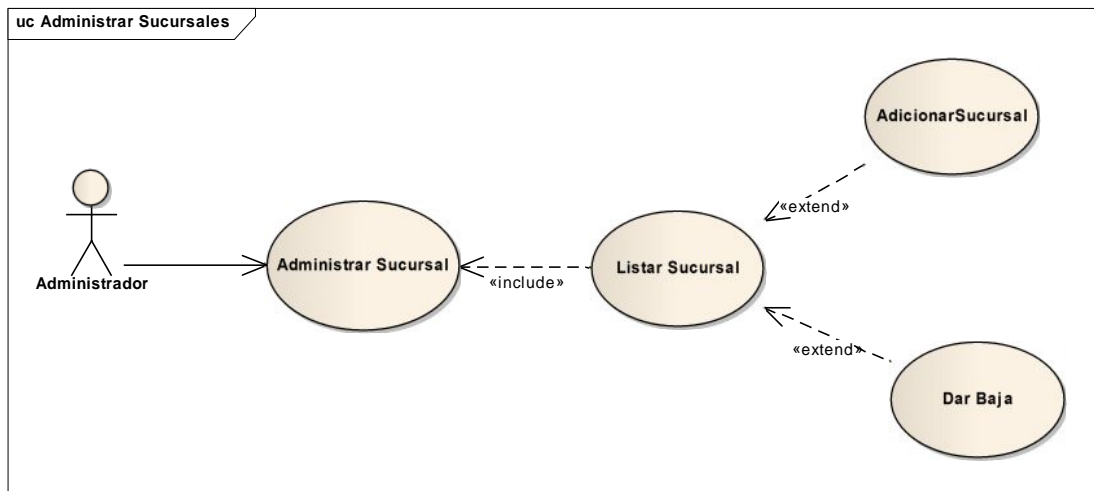 uc Administrar Sucursales
AdicionarSucursal
«extend»
Administrador
Administrar Sucursal
«include»
Listar Sucursal
«extend»
Dar Baja